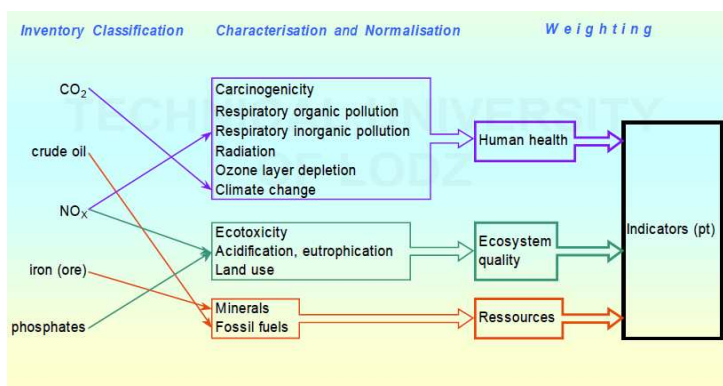 Inventory Classification
Characterisation and Normalisation
Weighting
CO2
crude oil
NOX
iron (ore)
phosphates
Carcinogenicity
Respiratory organic pollution
Respiratory inorganic pollution
Radiation
Ozone layer depletion
Climate change
Ecotoxicity
Acidification, eutrophication
Land use
Minerals
Fossil fuels
Human health
Ecosystem
quality
Ressources
Indicators (pt)
TECHNICAL UNIVERSITY
OF LODZ